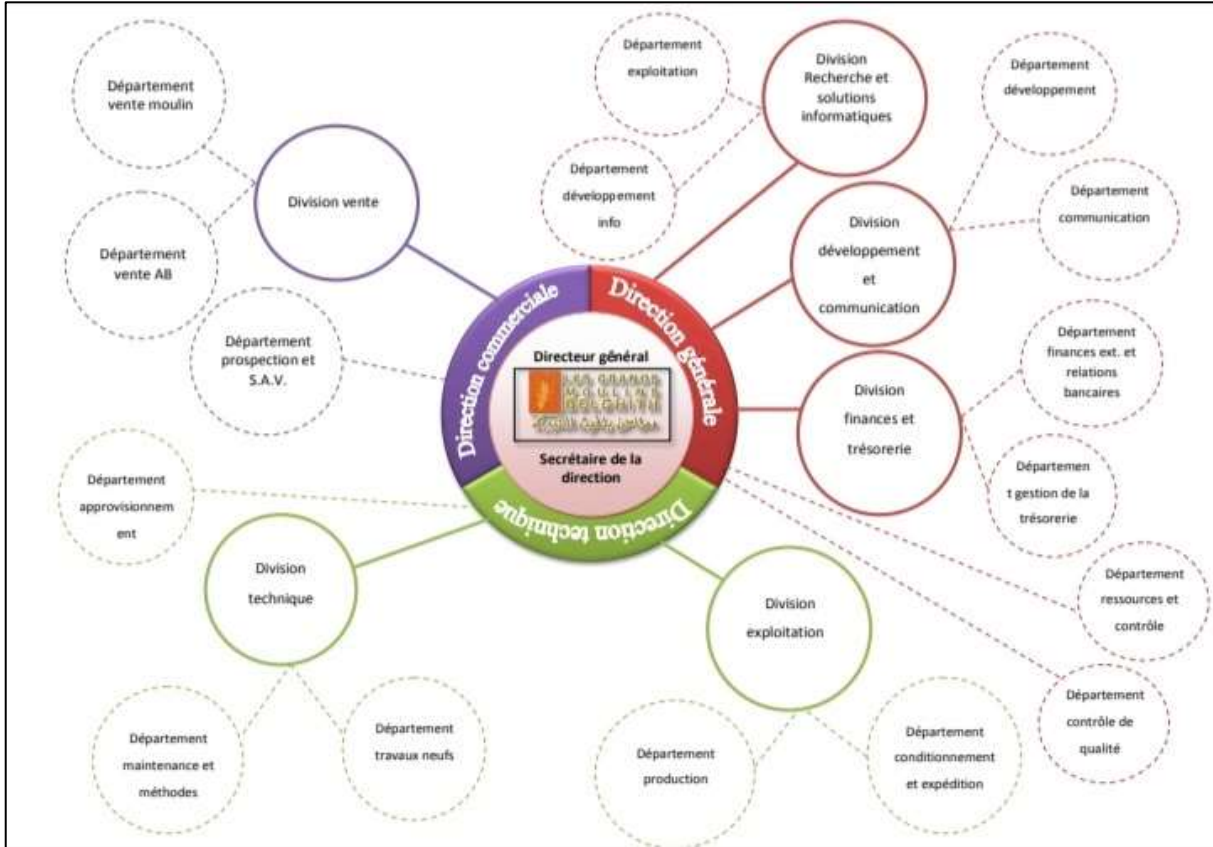 Département
exploitation
Division
Recherche et
solutions
informatiques
Département
développement
Département
vente moulin
Département
développement
info
Division
développement
et
communication
Département
communication
Division vente
Département
vente AB
Direction commerciale
Direction générale
Direction technique
Directeur général
LES GRANDS
MOULINS
BELGHITI
Secrétaire de la
direction
Département
prospection et
S.A.V.
Division
finances et
trésorerie
Département
finances ext. et
relations
bancaires
Départemen
t gestion de la
trésorerie
Département
approvisionnem
ent
Division
technique
Division
exploitation
Département
ressources et
contrôle
Département
contrôle de
qualité
Département
maintenance et
méthodes
Département
travaux neufs
Département
production
Département
conditionnement
et expédition